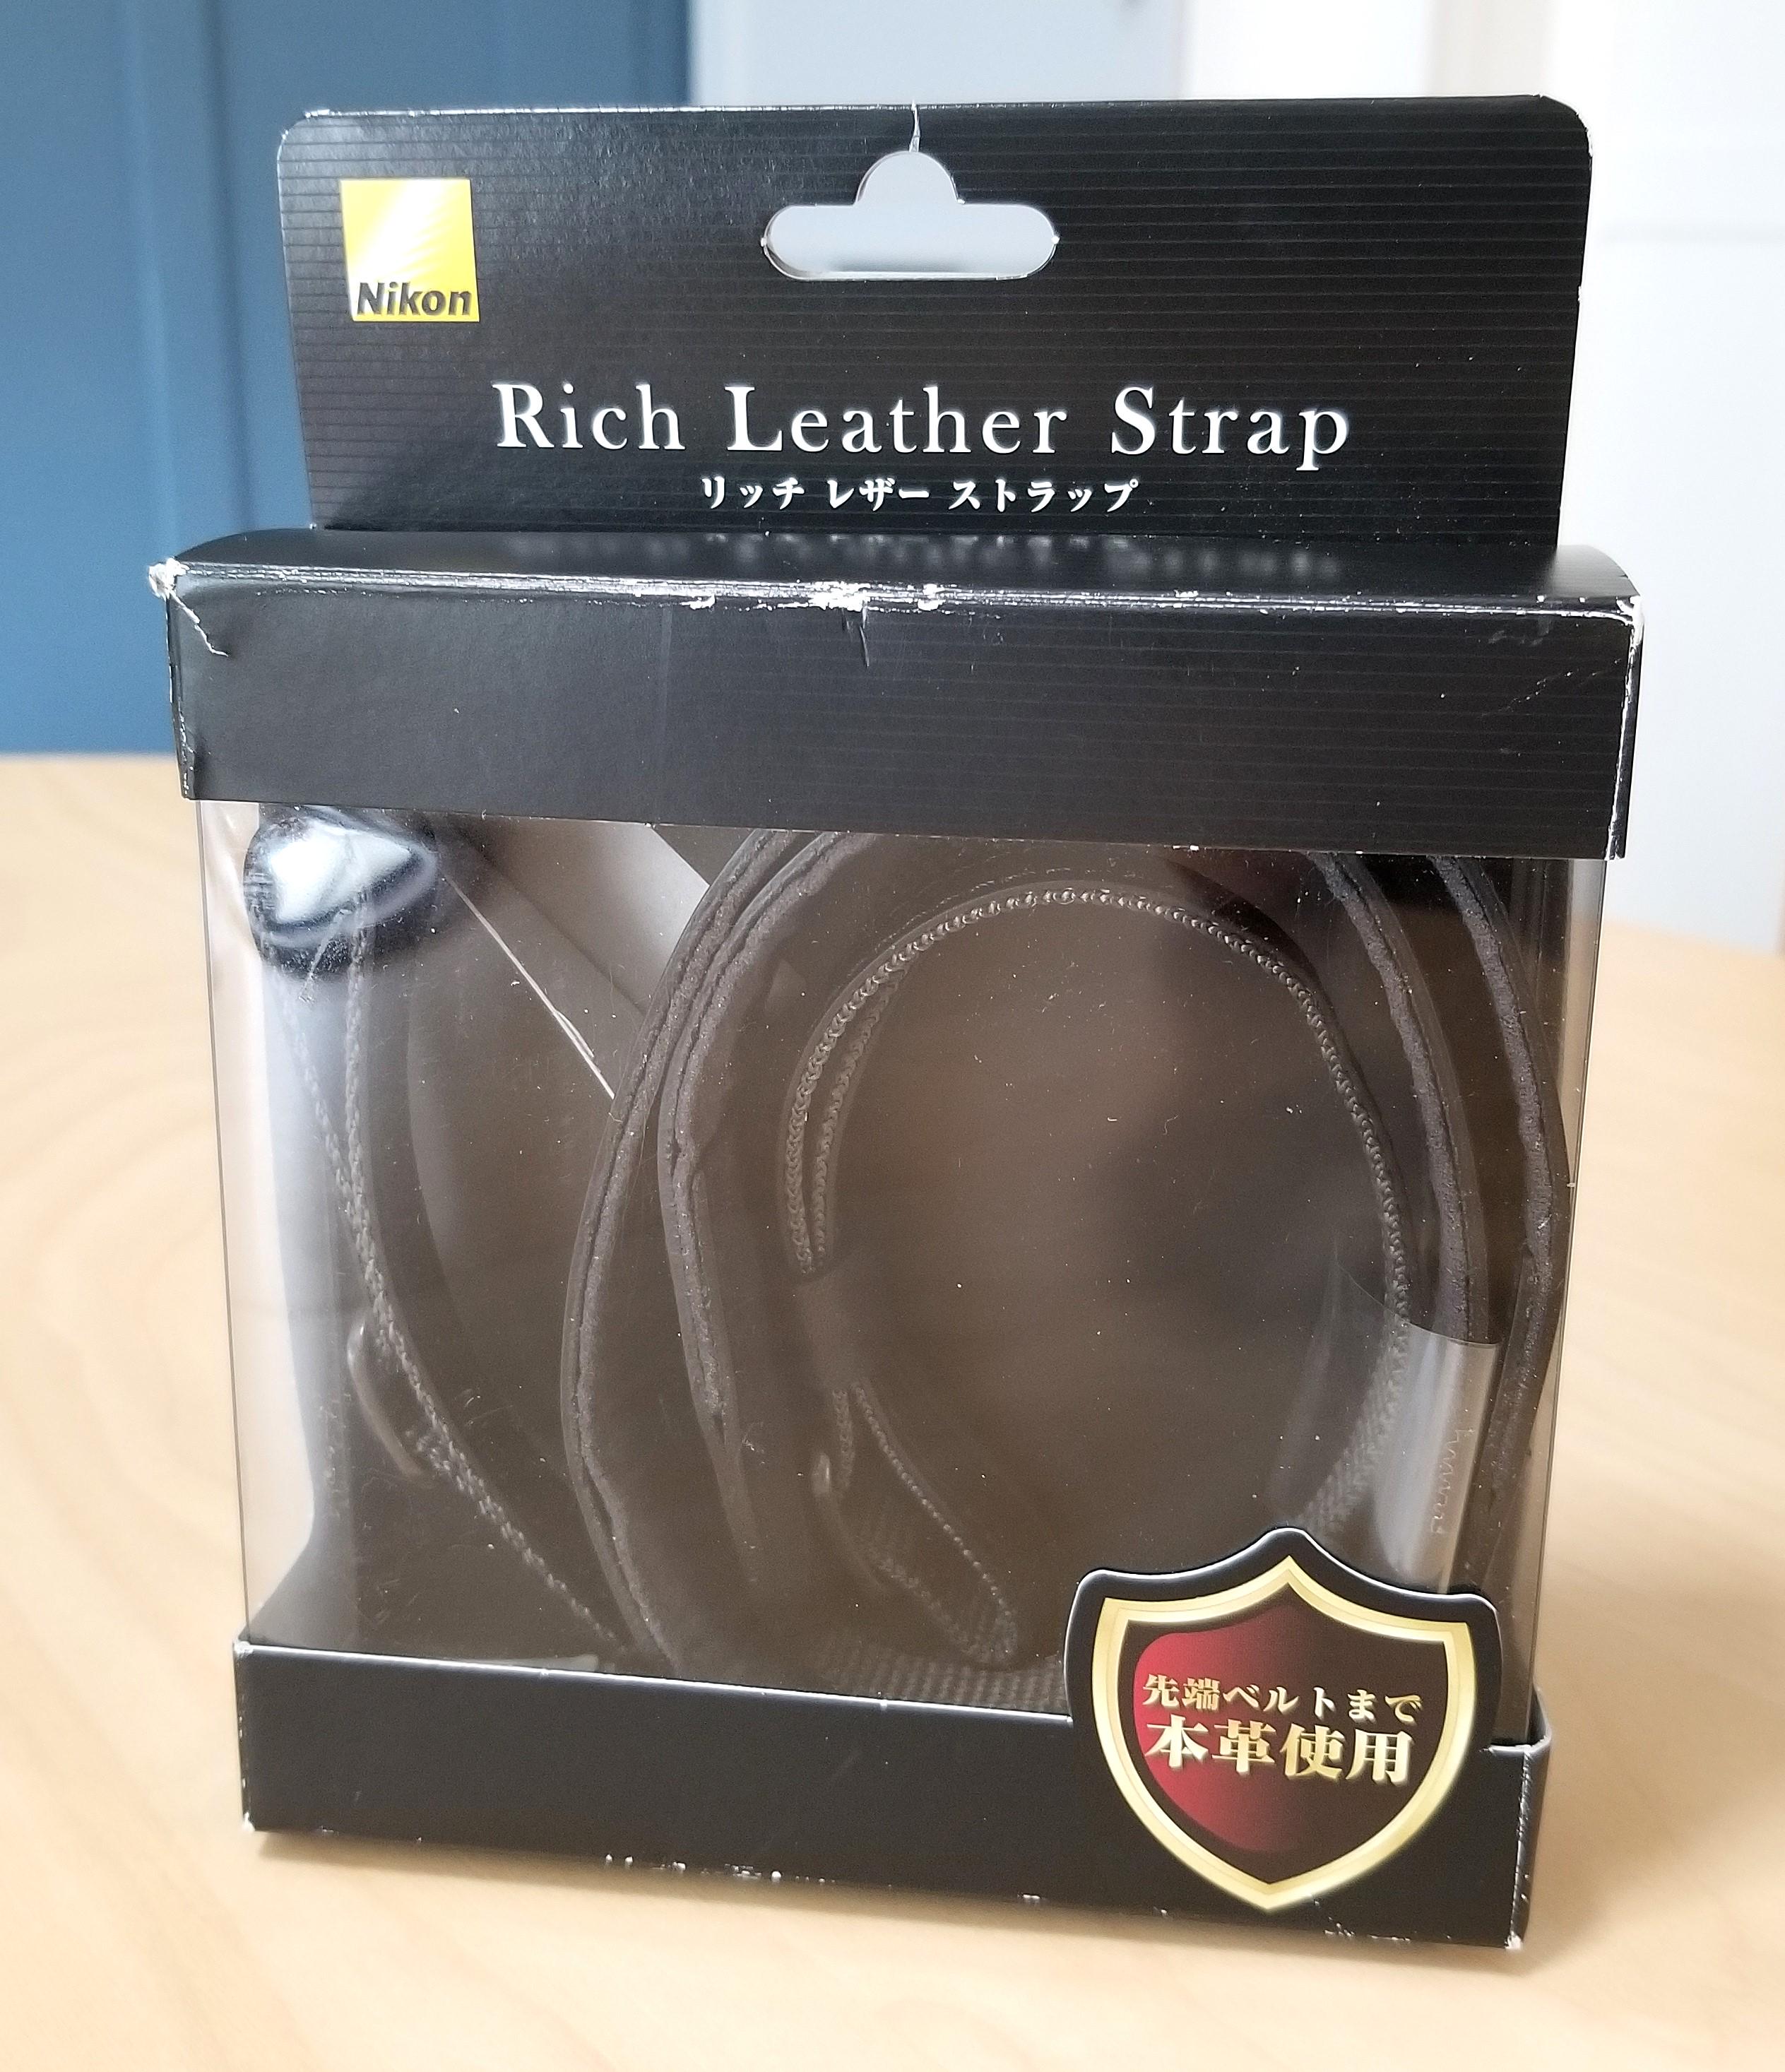 Nikon
Rich Leather Strap
リッチ レザー ストラップ
先端ベルトまで
本革使用